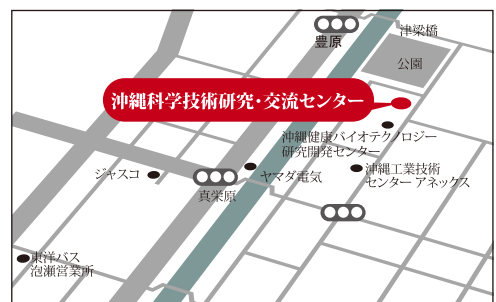 津梁橋
豊原
公園
沖縄科学技術研究・交流センター
沖縄健康バイオテクノロジー
研究開発センター
ジャスコ
ヤマダ電気
沖縄工業技術
センター アネックス
真栄原
東洋バス
泡瀬営業所